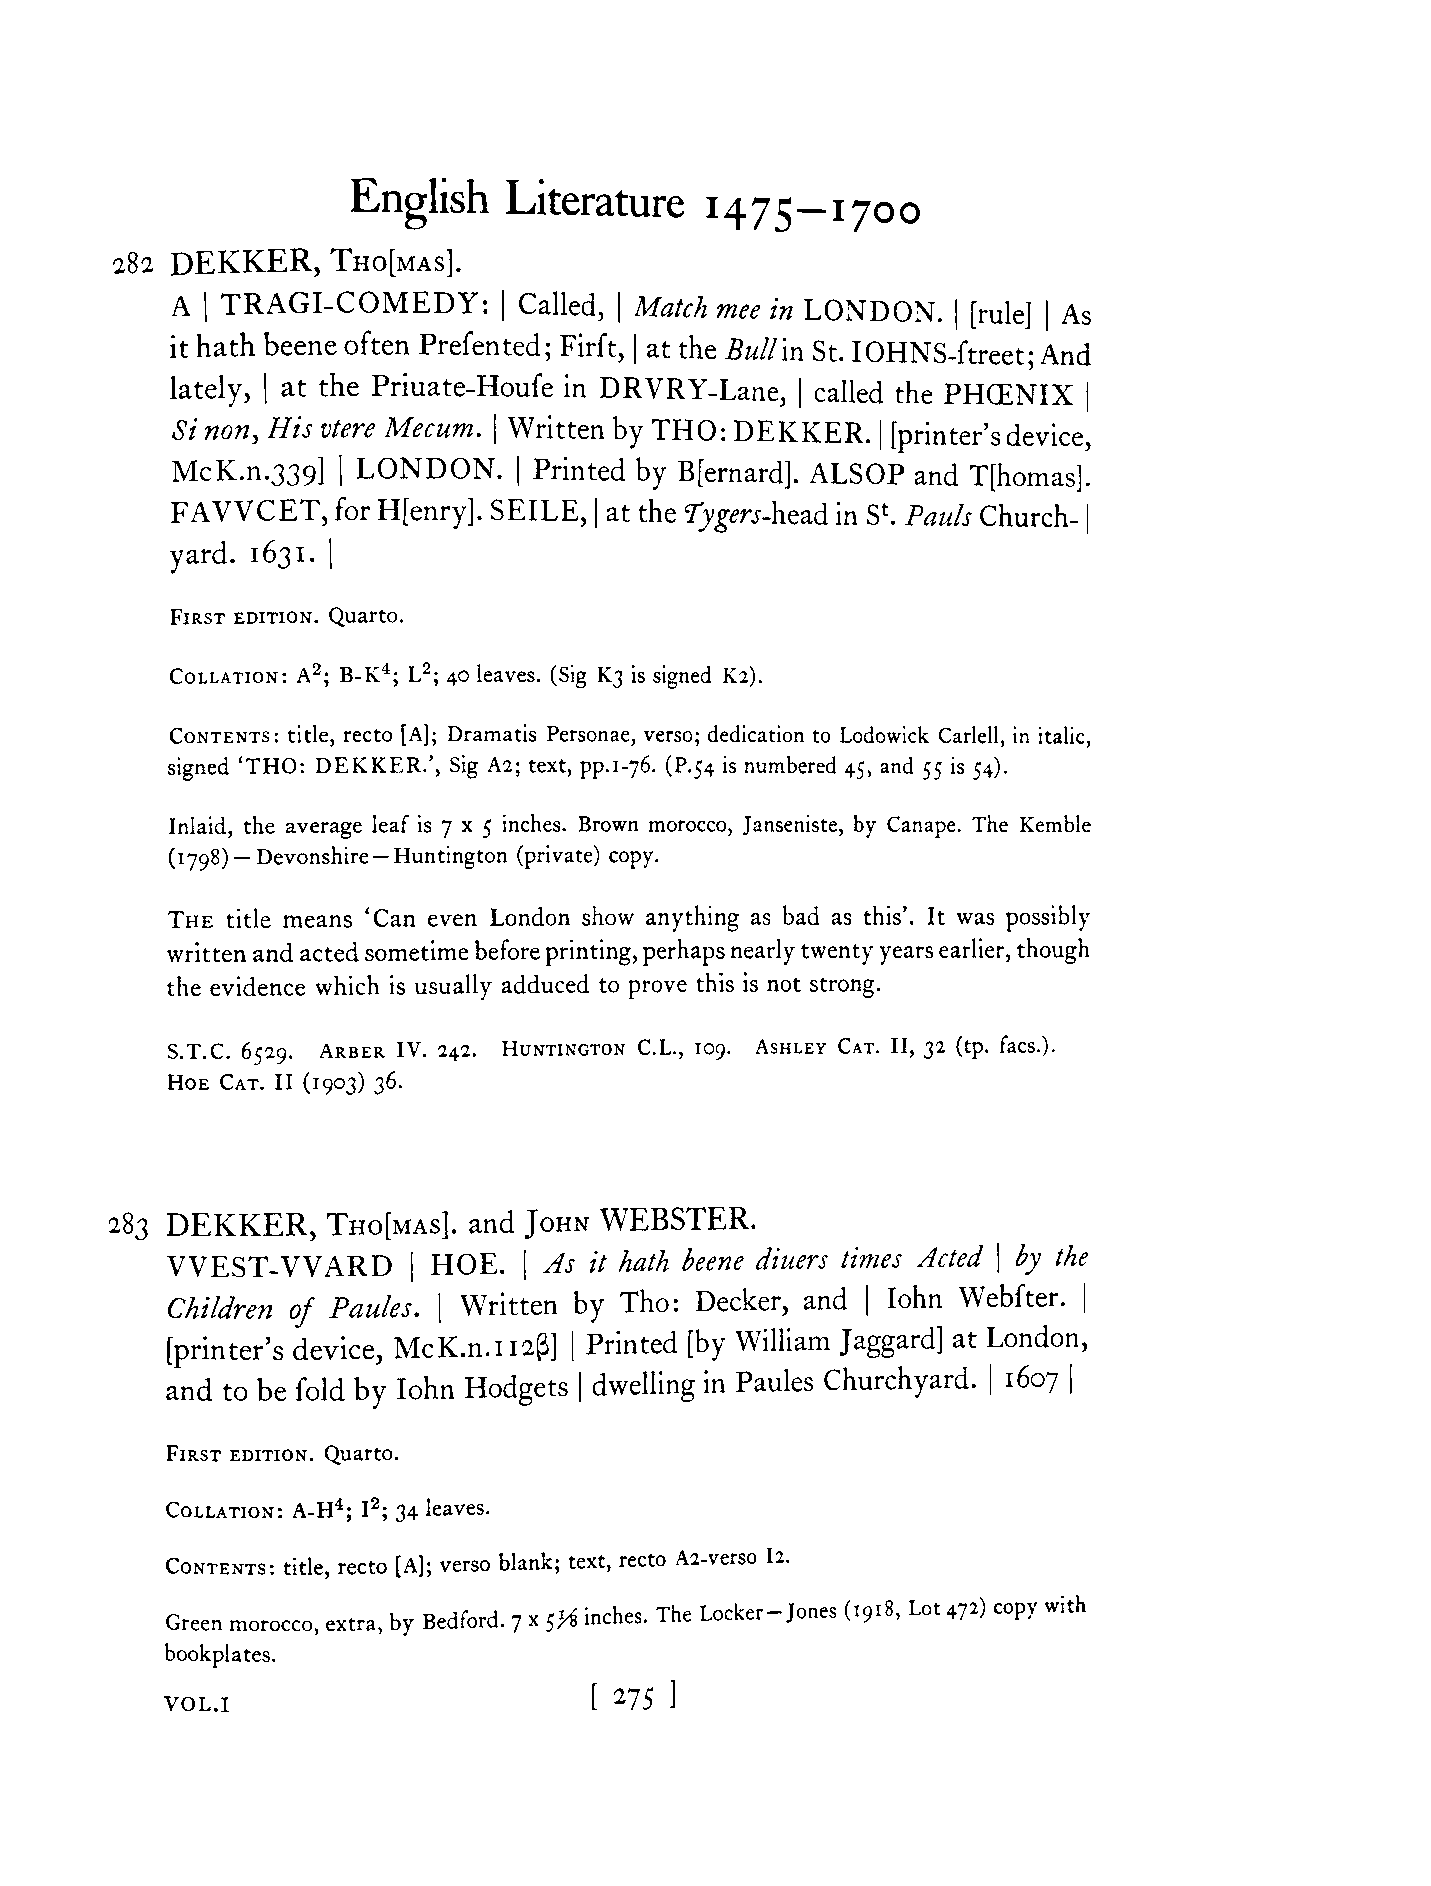 English Literature 1475–1700
282 DEKKER, THO[MAS].
A | TRAGI-COMEDY: | Called, | Match mee in LONDON. | [rule] | As
it hath beene often Preſented; Firſt, | at the Bull in St. IOHNS-ſtreet; And
lately, | at the Priuate-Houſe in DRVRY-Lane, | called the PHŒNIX |
Si non, His vtere Mecum. | Written by THO: DEKKER. | [printer's device,
McK.n.339] | LONDON. | Printed by B[ernard]. ALSOP and T[homas].
FAVVCET, for H[enry]. SEILE, | at the Tygers-head in Sᵗ. Pauls Church- |
yard. 1631. |
FIRST EDITION. Quarto.
COLLATION: A²; B-K⁴; L²; 40 leaves. (Sig K3 is signed K2).
CONTENTS: title, recto [A]; Dramatis Personae, verso; dedication to Lodowick Carlell, in italic,
signed 'THO: DEKKER.', Sig A2; text, pp.1-76. (P.54 is numbered 45, and 55 is 54).
Inlaid, the average leaf is 7 x 5 inches. Brown morocco, Janseniste, by Canape. The Kemble
(1798) — Devonshire — Huntington (private) copy.
THE title means 'Can even London show anything as bad as this'. It was possibly
written and acted sometime before printing, perhaps nearly twenty years earlier, though
the evidence which is usually adduced to prove this is not strong.
S.T.C. 6529. ARBER IV. 242. HUNTINGTON C.L., 109. ASHLEY CAT. II, 32 (tp. facs.).
HOE CAT. II (1903) 36.
283 DEKKER, THO[MAS]. and JOHN WEBSTER.
VVEST-VVARD | HOE. | As it hath beene diuers times Acted | by the
Children of Paules. | Written by Tho: Decker, and | Iohn Webſter. |
[printer's device, McK.n.112β] | Printed [by William Jaggard] at London,
and to be ſold by Iohn Hodgets | dwelling in Paules Churchyard. | 1607 |
FIRST EDITION. Quarto.
COLLATION: A-H⁴; I²; 34 leaves.
CONTENTS: title, recto [A]; verso blank; text, recto A2-verso I2.
Green morocco, extra, by Bedford. 7 x 5⅛ inches. The Locker — Jones (1918, Lot 472) copy with
bookplates.
VOL.I [ 275 ]